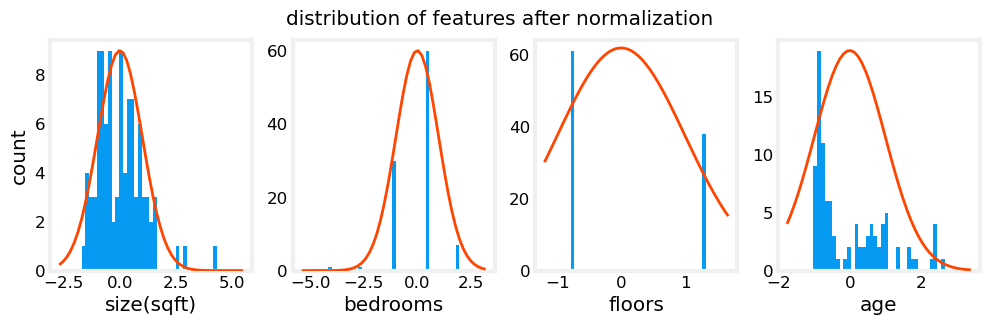 distribution of features after normalization
count
8
6
4
2
0
−2.5 0.0 2.5 5.0
size(sqft)
60
40
20
0
−5.0 −2.5 0.0 2.5
bedrooms
60
40
20
0
−1 0 1
floors
15
10
5
0
−2 0 2
age